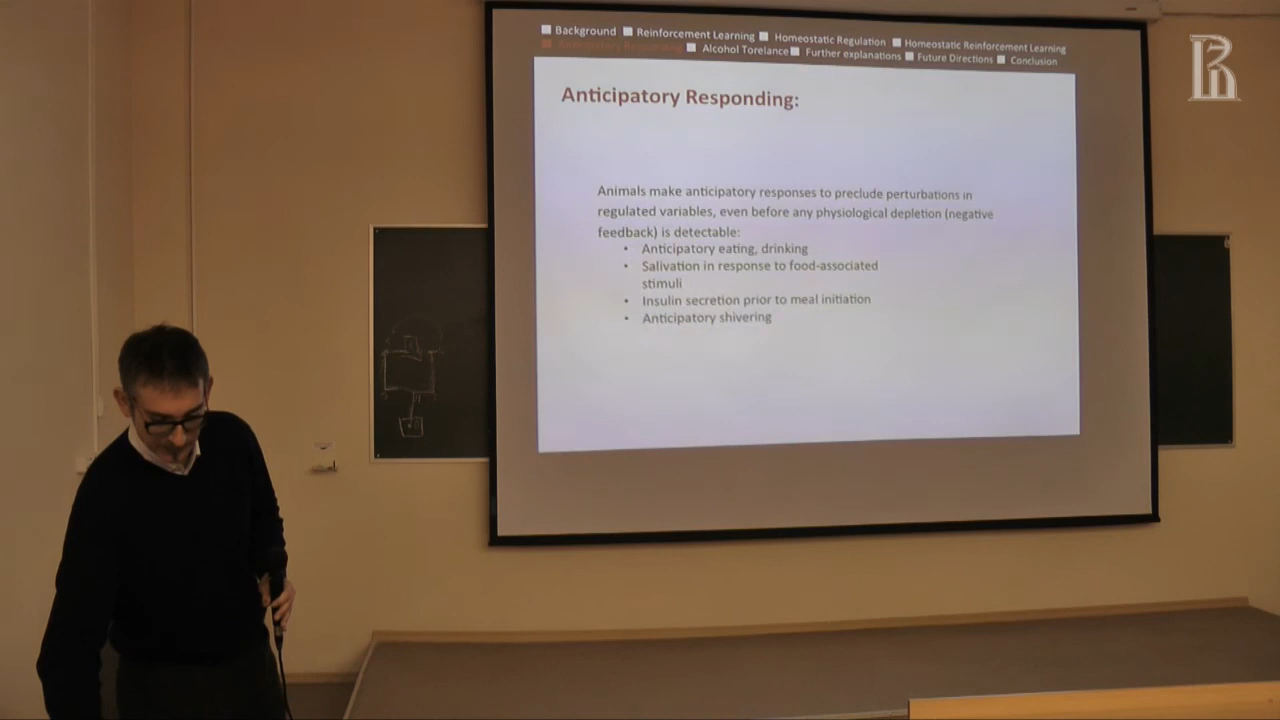 Background Reinforcement Learning Homeostatic Regulation Homeostatic Reinforcement Learning
Anticipatory Responding Alcohol Torelance Further explanations Future Directions Conclusion
Anticipatory Responding:
Animals make anticipatory responses to preclude perturbations in
regulated variables, even before any physiological depletion (negative
feedback) is detectable:
• Anticipatory eating, drinking
• Salivation in response to food-associated
stimuli
• Insulin secretion prior to meal initiation
• Anticipatory shivering